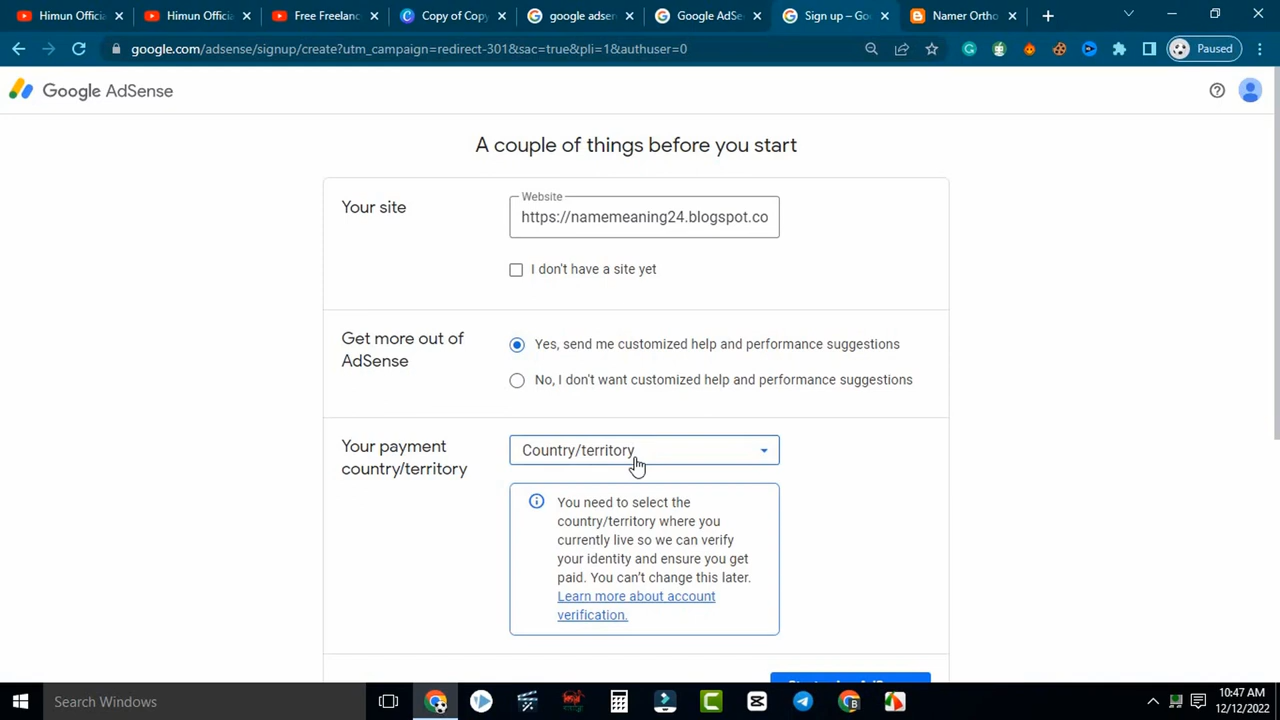 Himun Officia
Himun Officia
Free Freelanc
Copy of Copy
google adsen
Google AdSe
Sign up – Goo
Namer Ortho
google.com/adsense/signup/create?utm_campaign=redirect-301&sac=true&pli=1&authuser=0
Paused
Google AdSense
A couple of things before you start
Your site
Website
https://namemeaning24.blogspot.co
I don't have a site yet
Get more out of
AdSense
Yes, send me customized help and performance suggestions
No, I don't want customized help and performance suggestions
Your payment
country/territory
Country/territory
You need to select the
country/territory where you
currently live so we can verify
your identity and ensure you get
paid. You can't change this later.
Learn more about account
verification.
Search Windows
10:47 AM
12/12/2022